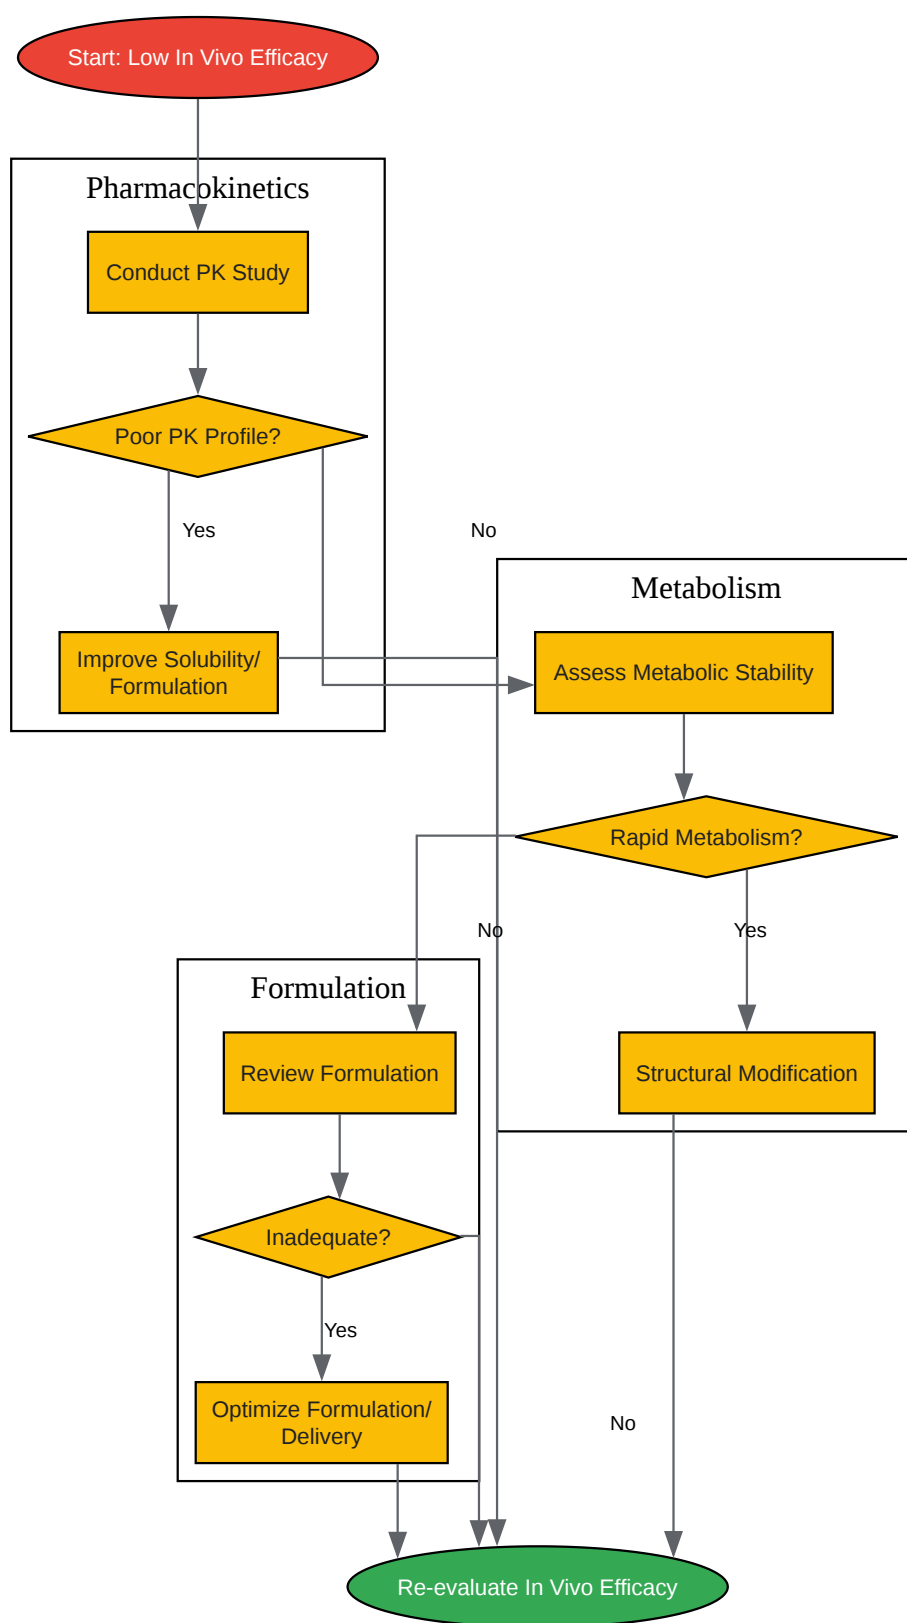 Start: Low In Vivo Efficacy
Pharmacokinetics
Conduct PK Study
Poor PK Profile?
Yes
No
Improve Solubility/
Formulation
Metabolism
Assess Metabolic Stability
Rapid Metabolism?
No
Yes
Formulation
Review Formulation
Structural Modification
Inadequate?
Yes
Optimize Formulation/
Delivery
No
Re-evaluate In Vivo Efficacy